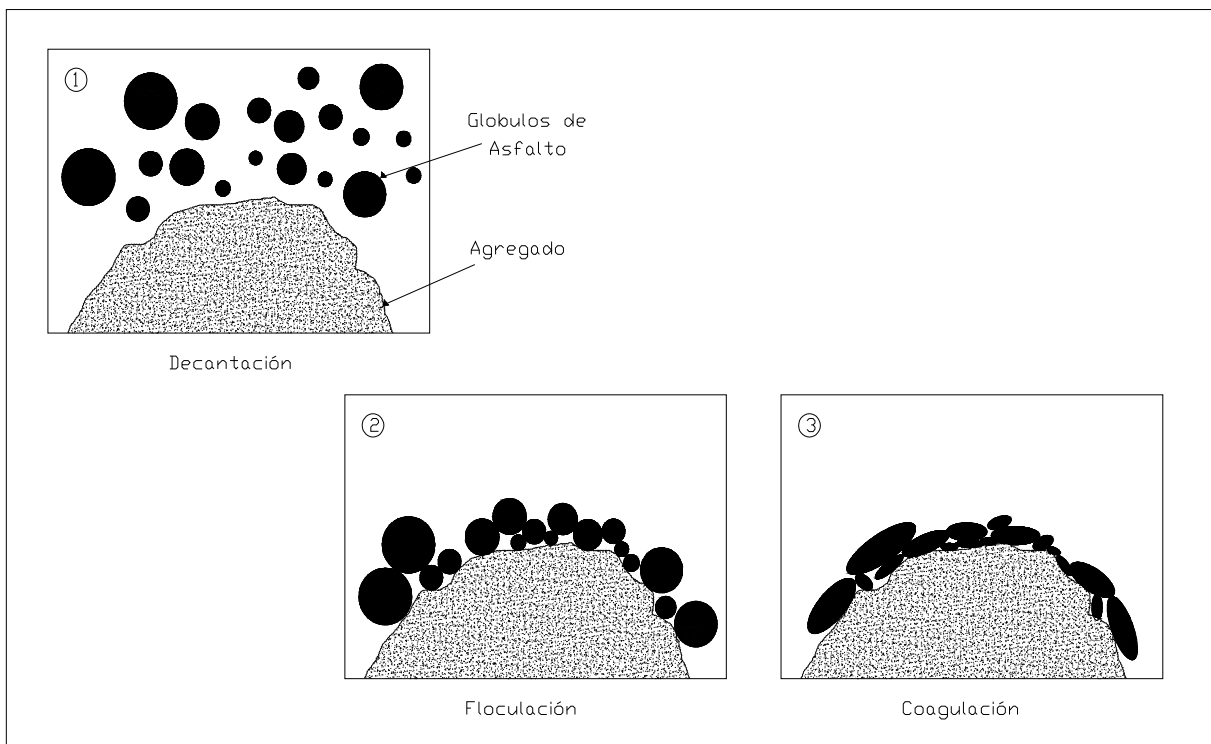 1
Globulos de
Asfalto
Agregado
Decantación
2
3
Floculación
Coagulación